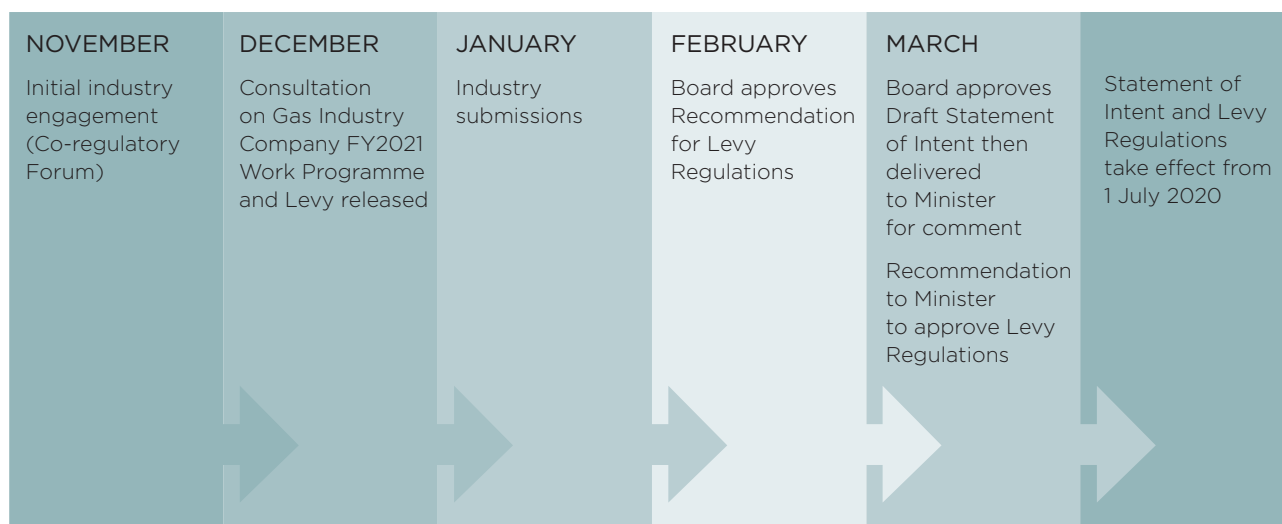 NOVEMBER
Initial industry
engagement
(Co-regulatory
Forum)
DECEMBER
Consultation
on Gas Industry
Company FY2021
Work Programme
and Levy released
JANUARY
Industry
submissions
FEBRUARY
Board approves
Recommendation
for Levy
Regulations
MARCH
Board approves
Draft Statement
of Intent then
delivered
to Minister
for comment
Recommendation
to Minister
to approve Levy
Regulations
Statement of
Intent and Levy
Regulations
take effect from
1 July 2020